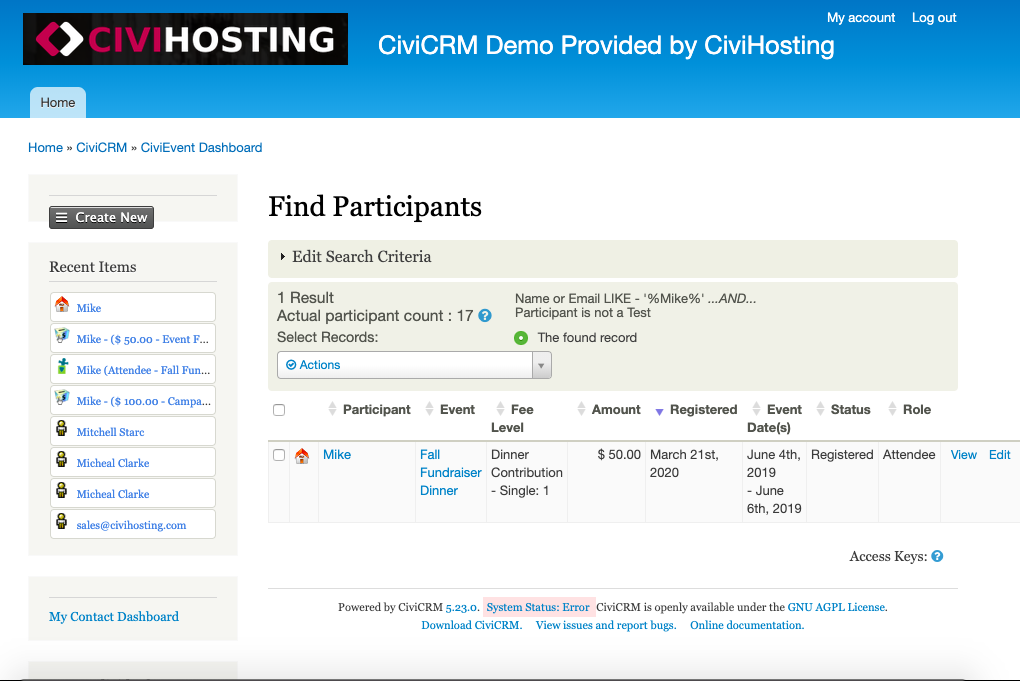 My account Log out
CIVIHOSTING
CiviCRM Demo Provided by CiviHosting
Home
Home » CiviCRM » CiviEvent Dashboard
Create New
Recent Items
Mike
Mike - ($ 50.00 - Event F...
Mike (Attendee - Fall Fun...
Mike - ($ 100.00 - Campa...
Mitchell Starc
Micheal Clarke
Micheal Clarke
sales@civihosting.com
My Contact Dashboard
Find Participants
Edit Search Criteria
1 Result
Actual participant count : 17
Name or Email LIKE - '%Mike%' ...AND...
Participant is not a Test
Select Records:
The found record
Actions
Participant Event Fee Level Amount Registered Event Date(s) Status Role
Mike Fall Fundraiser Dinner Dinner Contribution - Single: 1 $ 50.00 March 21st, 2020 June 4th, 2019 - June 6th, 2019 Registered Attendee View Edit
Access Keys:
Powered by CiviCRM 5.23.0. System Status: Error CiviCRM is openly available under the GNU AGPL License.
Download CiviCRM. View issues and report bugs. Online documentation.